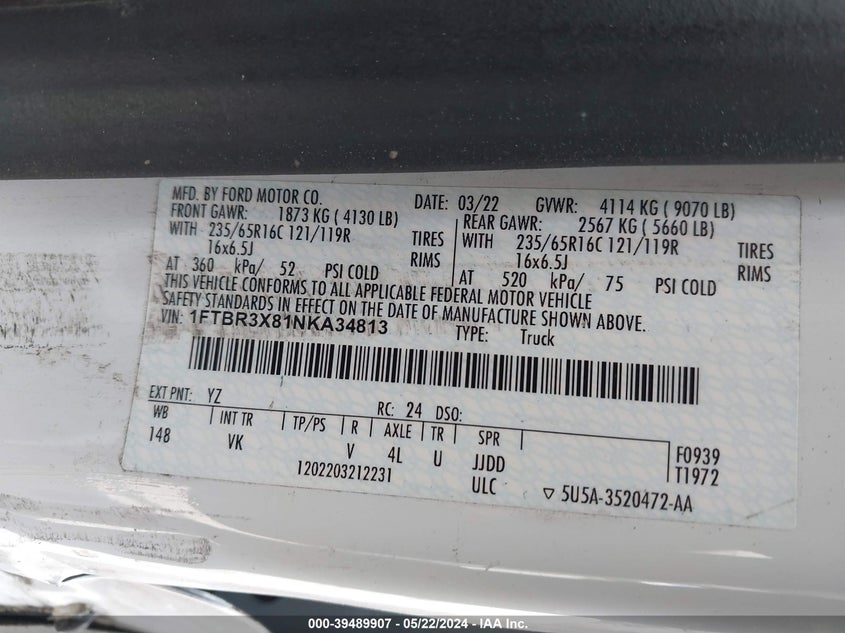 MFD. BY FORD MOTOR CO. DATE: 03/22 GVWR: 4114 KG ( 9070 LB)
FRONT GAWR: 1873 KG ( 4130 LB) REAR GAWR: 2567 KG ( 5660 LB)
WITH 235/65R16C 121/119R TIRES WITH 235/65R16C 121/119R TIRES
16x6.5J RIMS 16x6.5J RIMS
AT 360 kPa/ 52 PSI COLD AT 520 kPa/ 75 PSI COLD
THIS VEHICLE CONFORMS TO ALL APPLICABLE FEDERAL MOTOR VEHICLE
SAFETY STANDARDS IN EFFECT ON THE DATE OF MANUFACTURE SHOWN ABOVE.
VIN: 1FTBR3X81NKA34813 TYPE: Truck
EXT PNT: YZ RC: 24 DSO:
WB INT TR TP/PS R AXLE TR SPR F0939
148 VK V 4L U JJDD T1972
1202203212231 ULC ▽ 5U5A-3520472-AA
000-39489907 - 05/22/2024 - IAA Inc.